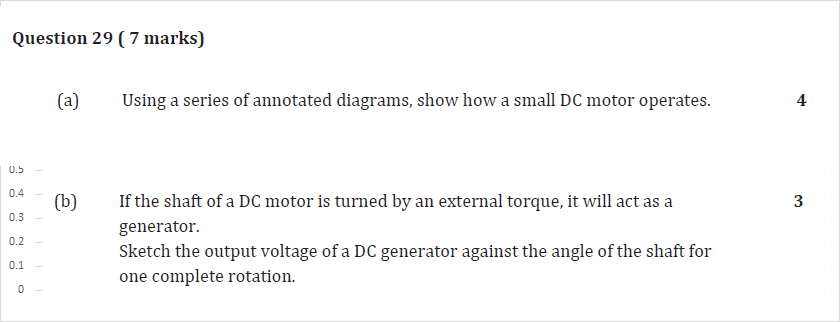 Question 29 ( 7 marks)
(a) Using a series of annotated diagrams, show how a small DC motor operates. 4
0.5
0.4
(b) If the shaft of a DC motor is turned by an external torque, it will act as a 3
0.3
generator.
0.2
Sketch the output voltage of a DC generator against the angle of the shaft for
0.1
one complete rotation.
0